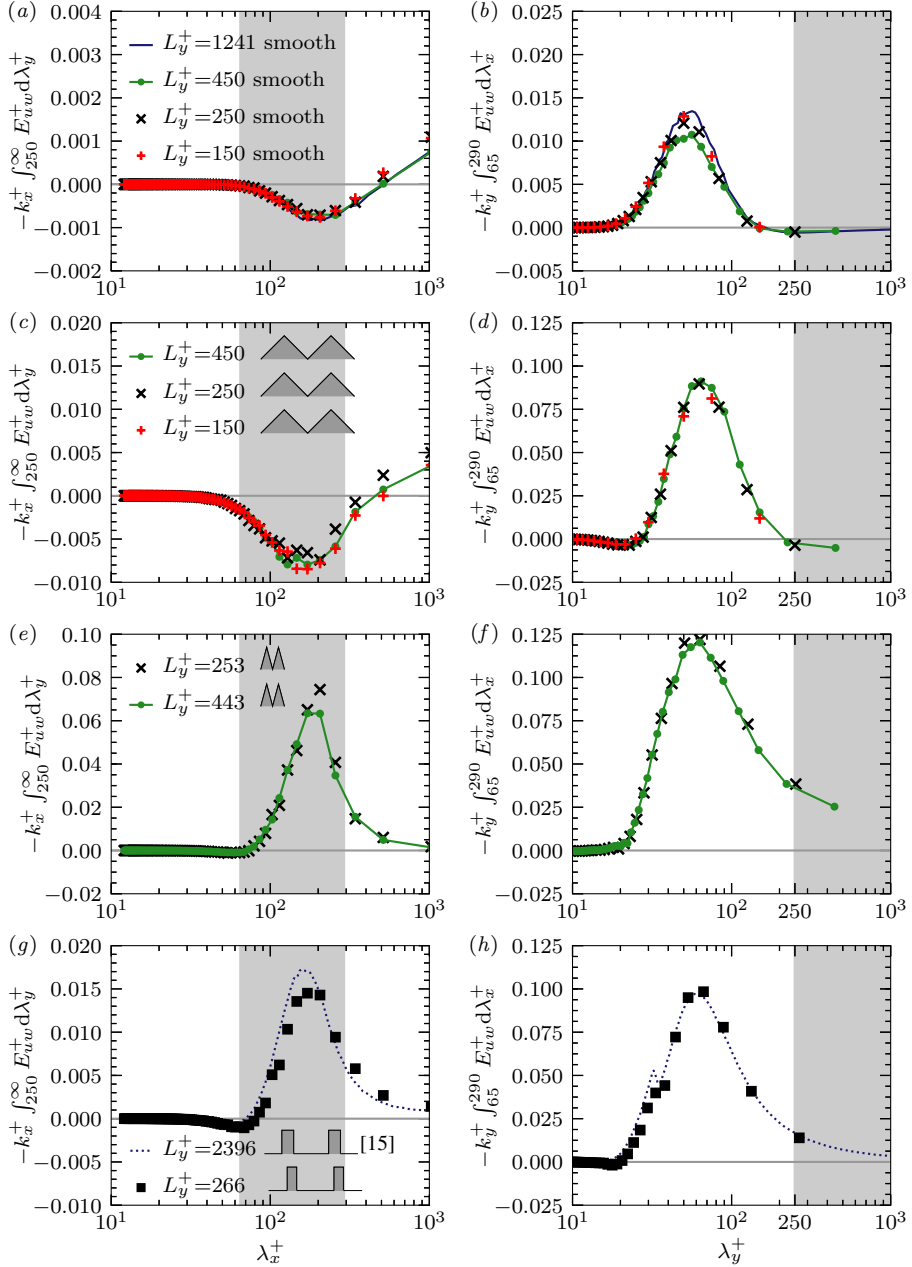 (a)
−k_x^+ ∫_{250}^{∞} E_{uw}^+ dλ_y^+
0.004
0.003
0.002
0.001
0.000
−0.001
−0.002
L_y^+=1241 smooth
L_y^+=450 smooth
L_y^+=250 smooth
L_y^+=150 smooth
10^1
10^2
10^3
(b)
−k_y^+ ∫_{65}^{290} E_{uw}^+ dλ_x^+
0.020
0.015
0.010
0.005
0.000
−0.005
10^1
10^2
250
10^3
(c)
−k_x^+ ∫_{250}^{∞} E_{uw}^+ dλ_y^+
0.020
0.015
0.010
0.005
0.000
−0.005
−0.010
L_y^+=450
L_y^+=250
L_y^+=150
10^1
10^2
10^3
(d)
−k_y^+ ∫_{65}^{290} E_{uw}^+ dλ_x^+
0.125
0.100
0.075
0.050
0.025
0.000
−0.025
10^1
10^2
250
10^3
(e)
−k_x^+ ∫_{250}^{∞} E_{uw}^+ dλ_y^+
0.10
0.08
0.06
0.04
0.02
0.00
−0.02
L_y^+=253
L_y^+=443
10^1
10^2
10^3
(f)
−k_y^+ ∫_{65}^{290} E_{uw}^+ dλ_x^+
0.125
0.100
0.075
0.050
0.025
0.000
−0.025
10^1
10^2
250
10^3
(g)
−k_x^+ ∫_{250}^{∞} E_{uw}^+ dλ_y^+
0.020
0.015
0.010
0.005
0.000
−0.005
−0.010
L_y^+=2396 [15]
L_y^+=266
10^1
10^2
10^3
λ_x^+
(h)
−k_y^+ ∫_{65}^{290} E_{uw}^+ dλ_x^+
0.125
0.100
0.075
0.050
0.025
0.000
−0.025
10^1
10^2
250
10^3
λ_y^+